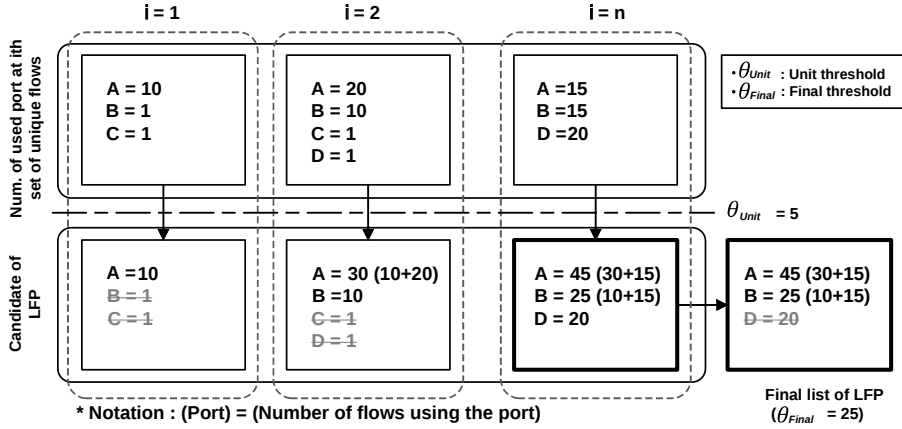 i = 1
i = 2
i = n
Num. of used port at ith
set of unique flows
A = 10
B = 1
C = 1
A = 20
B = 10
C = 1
D = 1
A =15
B =15
D =20
•θUnit : Unit threshold
•θFinal : Final threshold
θUnit = 5
Candidate of
LFP
A = 10
B = 1
C = 1
A = 30 (10+20)
B =10
C = 1
D = 1
A = 45 (30+15)
B = 25 (10+15)
D = 20
A = 45 (30+15)
B = 25 (10+15)
D = 20
Final list of LFP
(θFinal = 25)
* Notation : (Port) = (Number of flows using the port)